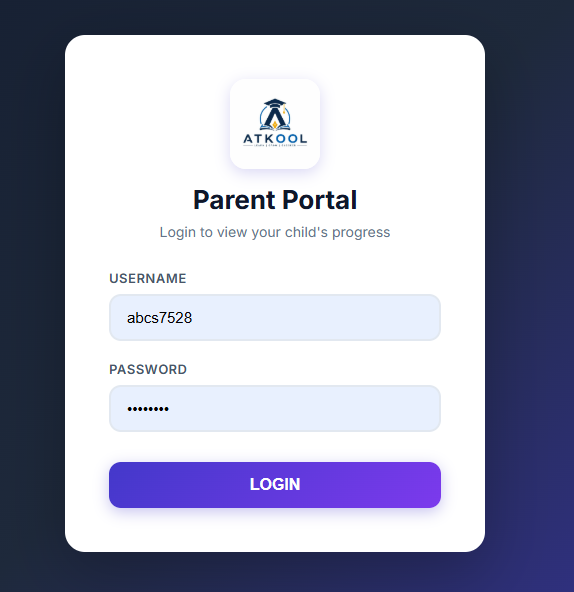 ATKOOL
Parent Portal
Login to view your child's progress
USERNAME
abcs7528
PASSWORD
••••••••
LOGIN